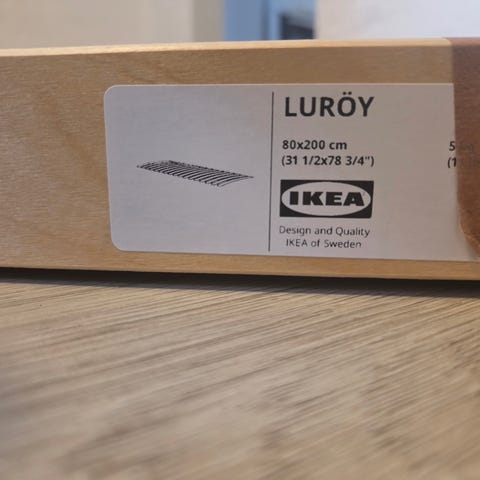 LURÖY
80x200 cm
(31 1/2x78 3/4")
IKEA
Design and Quality
IKEA of Sweden